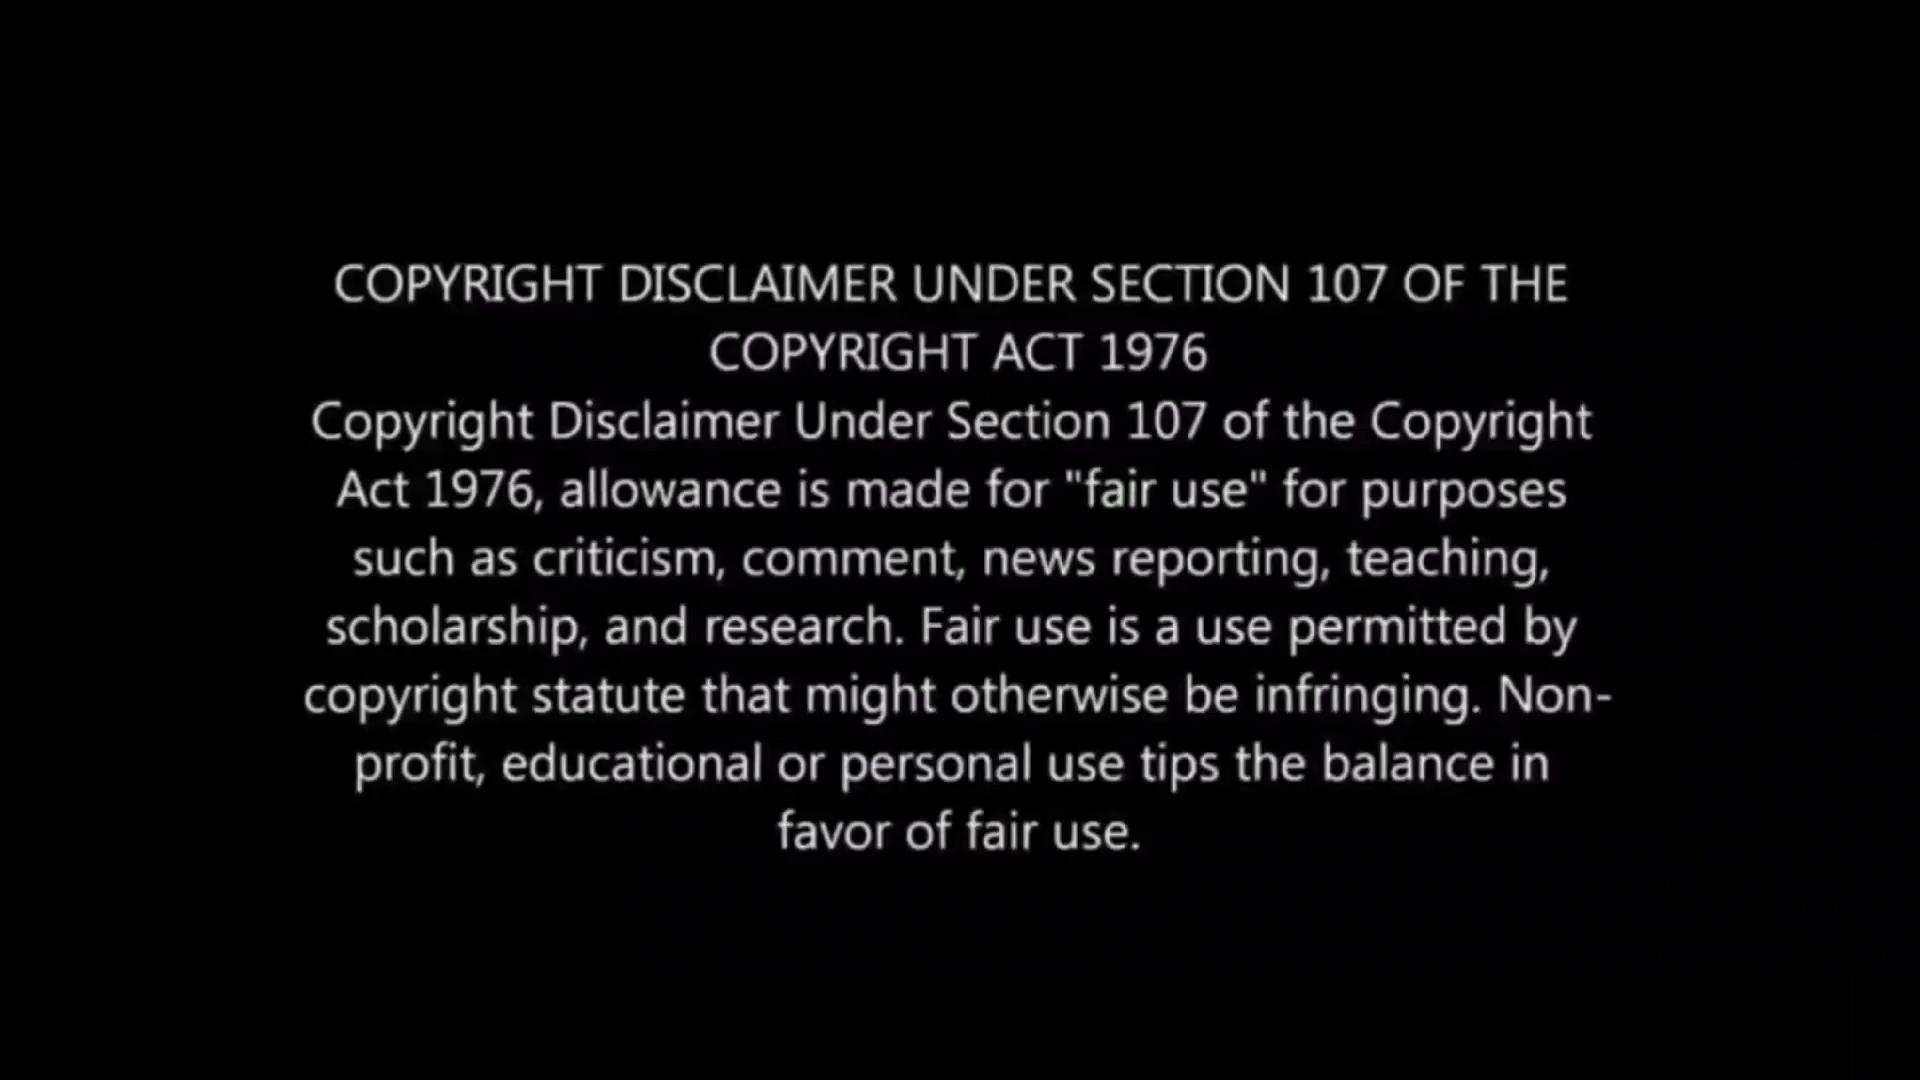 COPYRIGHT DISCLAIMER UNDER SECTION 107 OF THE
COPYRIGHT ACT 1976
Copyright Disclaimer Under Section 107 of the Copyright
Act 1976, allowance is made for "fair use" for purposes
such as criticism, comment, news reporting, teaching,
scholarship, and research. Fair use is a use permitted by
copyright statute that might otherwise be infringing. Non-
profit, educational or personal use tips the balance in
favor of fair use.